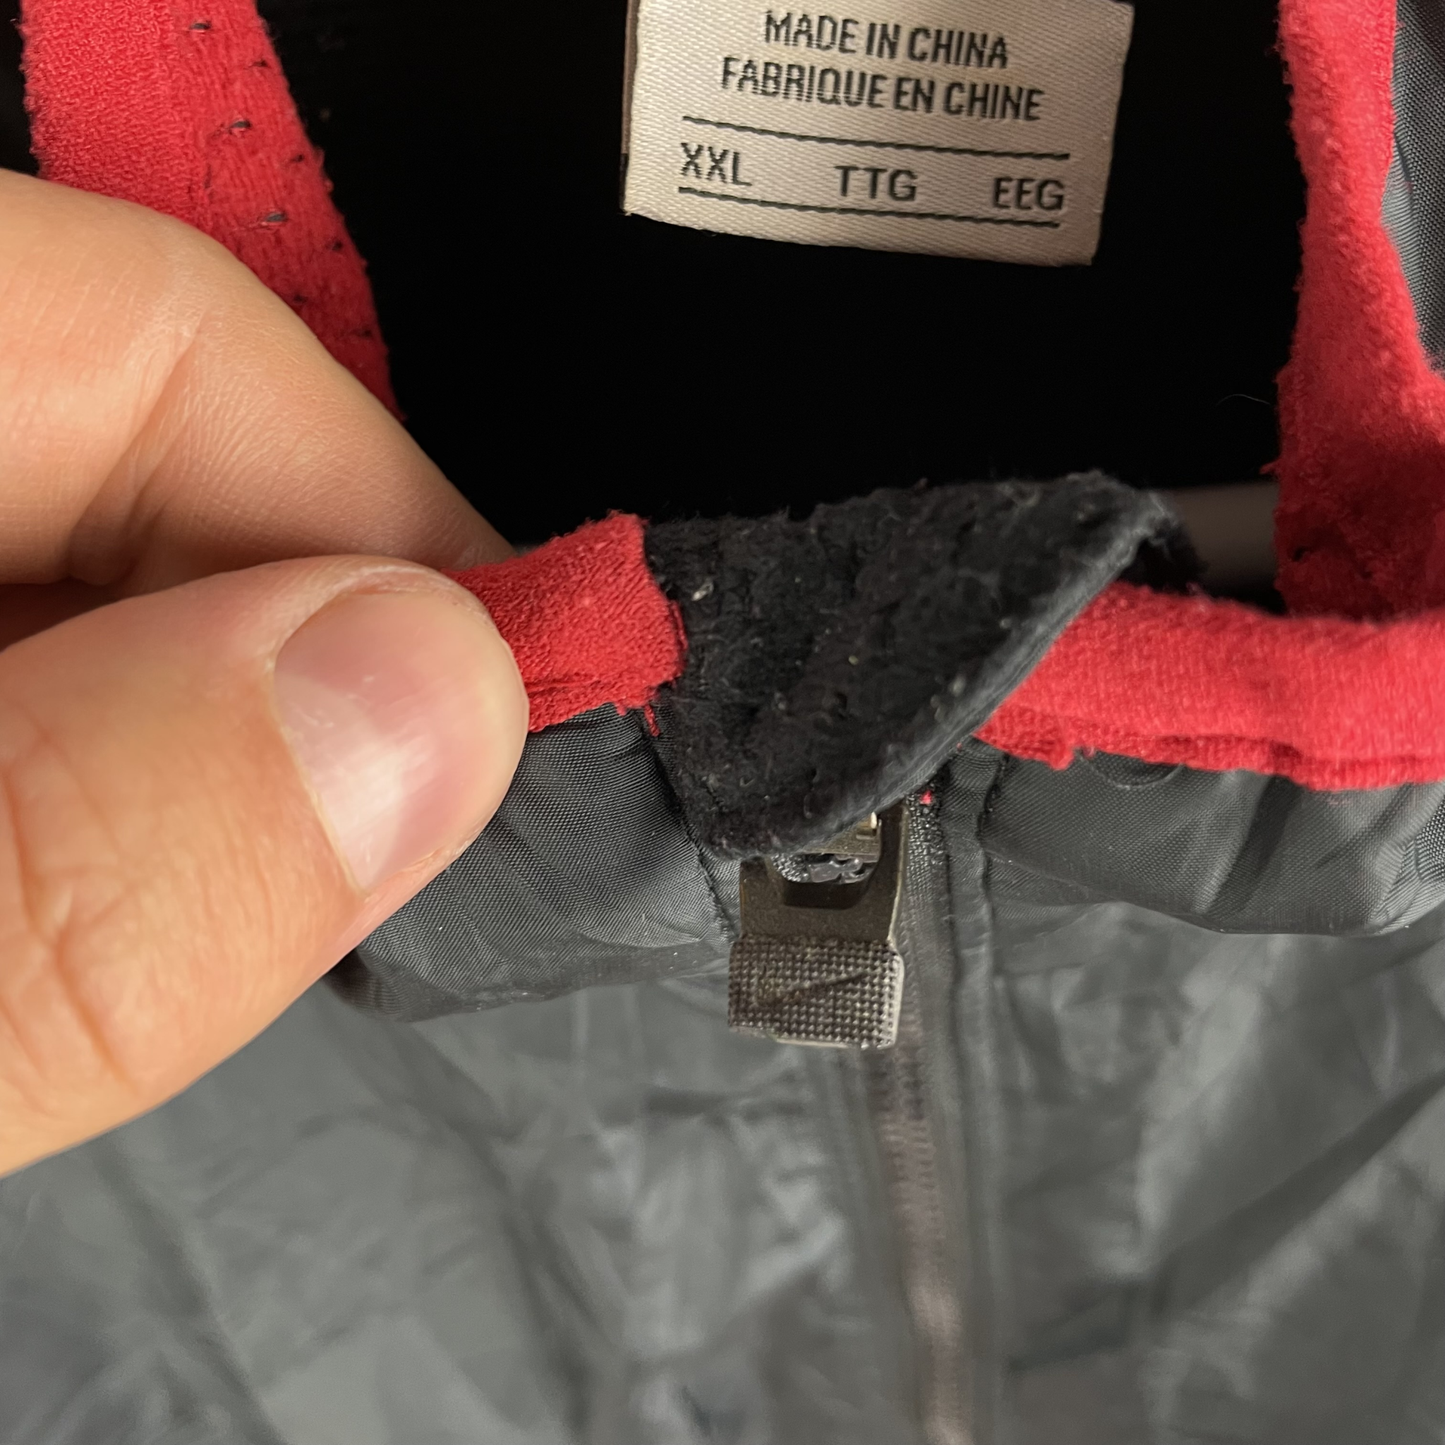 MADE IN CHINA
FABRIQUE EN CHINE
XXL TTG EEG